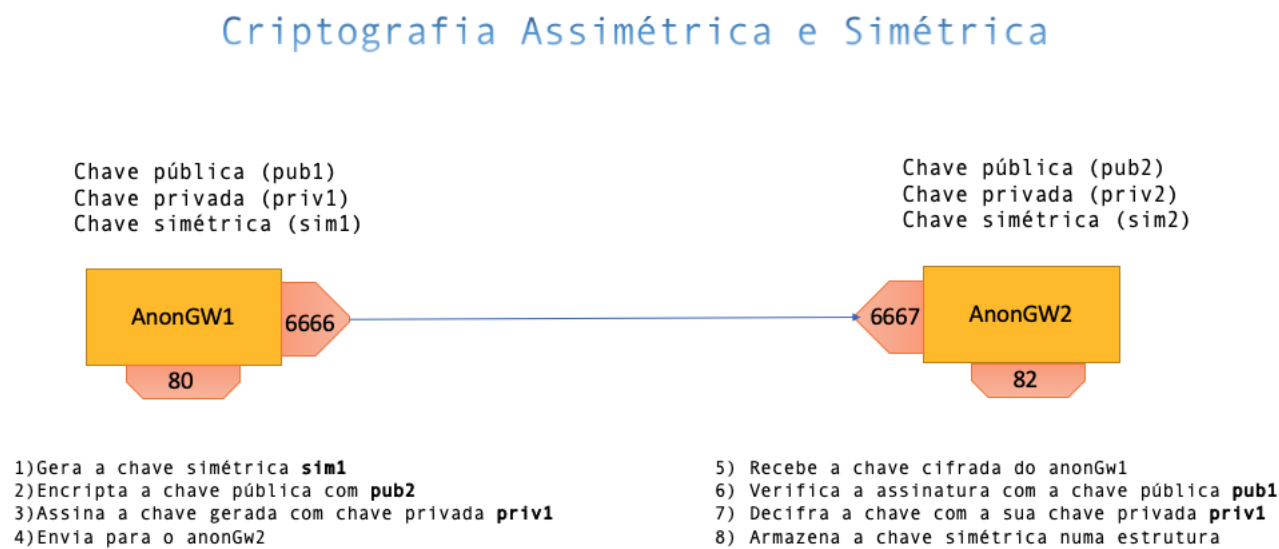 Criptografia Assimétrica e Simétrica
Chave pública (pub1)
Chave privada (priv1)
Chave simétrica (sim1)
Chave pública (pub2)
Chave privada (priv2)
Chave simétrica (sim2)
AnonGW1
6666
80
6667
AnonGW2
82
1)Gera a chave simétrica sim1
2)Encripta a chave pública com pub2
3)Assina a chave gerada com chave privada priv1
4)Envia para o anonGw2
5) Recebe a chave cifrada do anonGw1
6) Verifica a assinatura com a chave pública pub1
7) Decifra a chave com a sua chave privada priv1
8) Armazena a chave simétrica numa estrutura